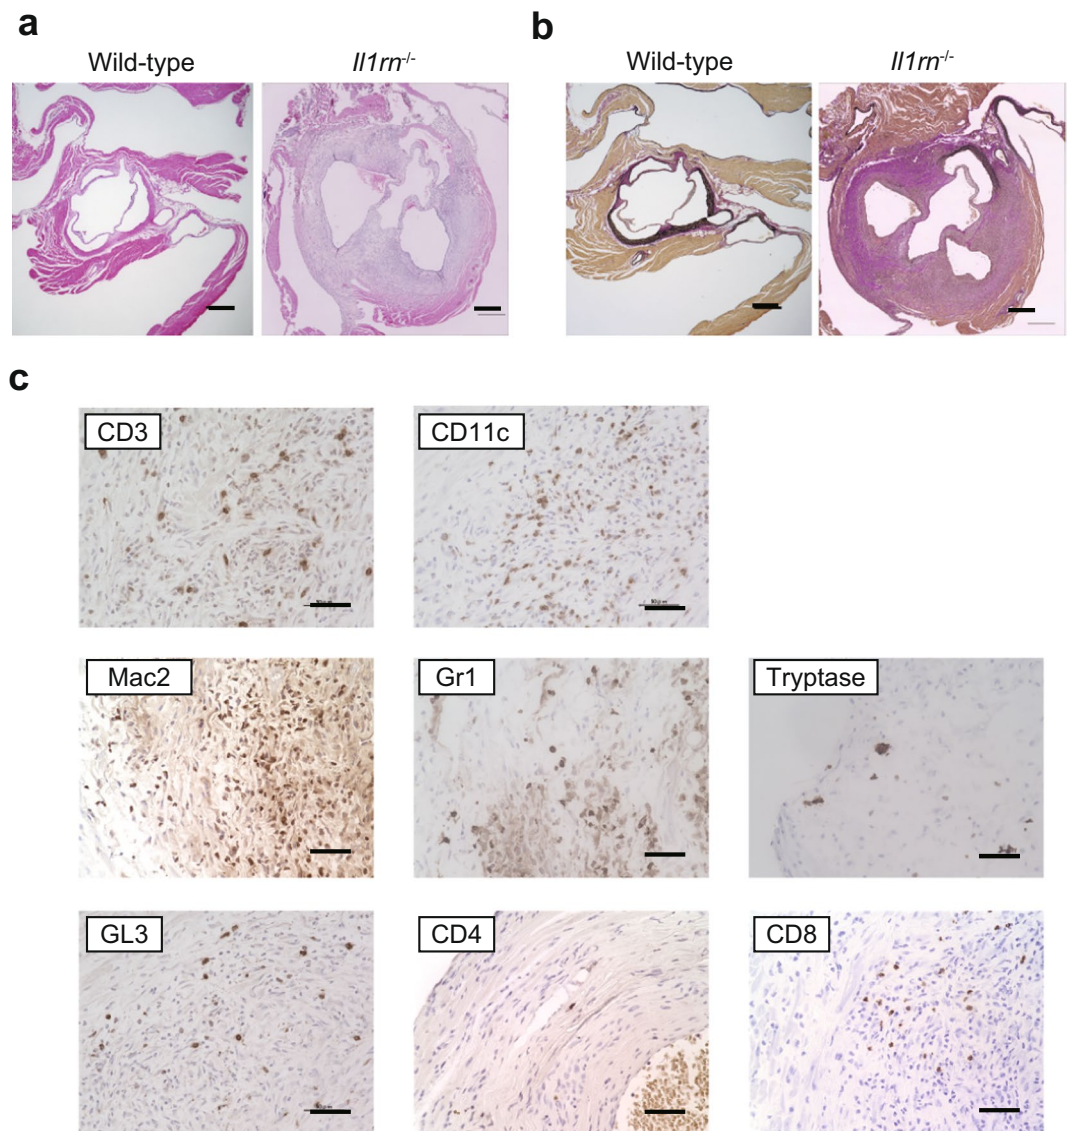 a
b
Wild-type
Il1rn-/-
Wild-type
Il1rn-/-
c
CD3
CD11c
Mac2
Gr1
Tryptase
GL3
CD4
CD8